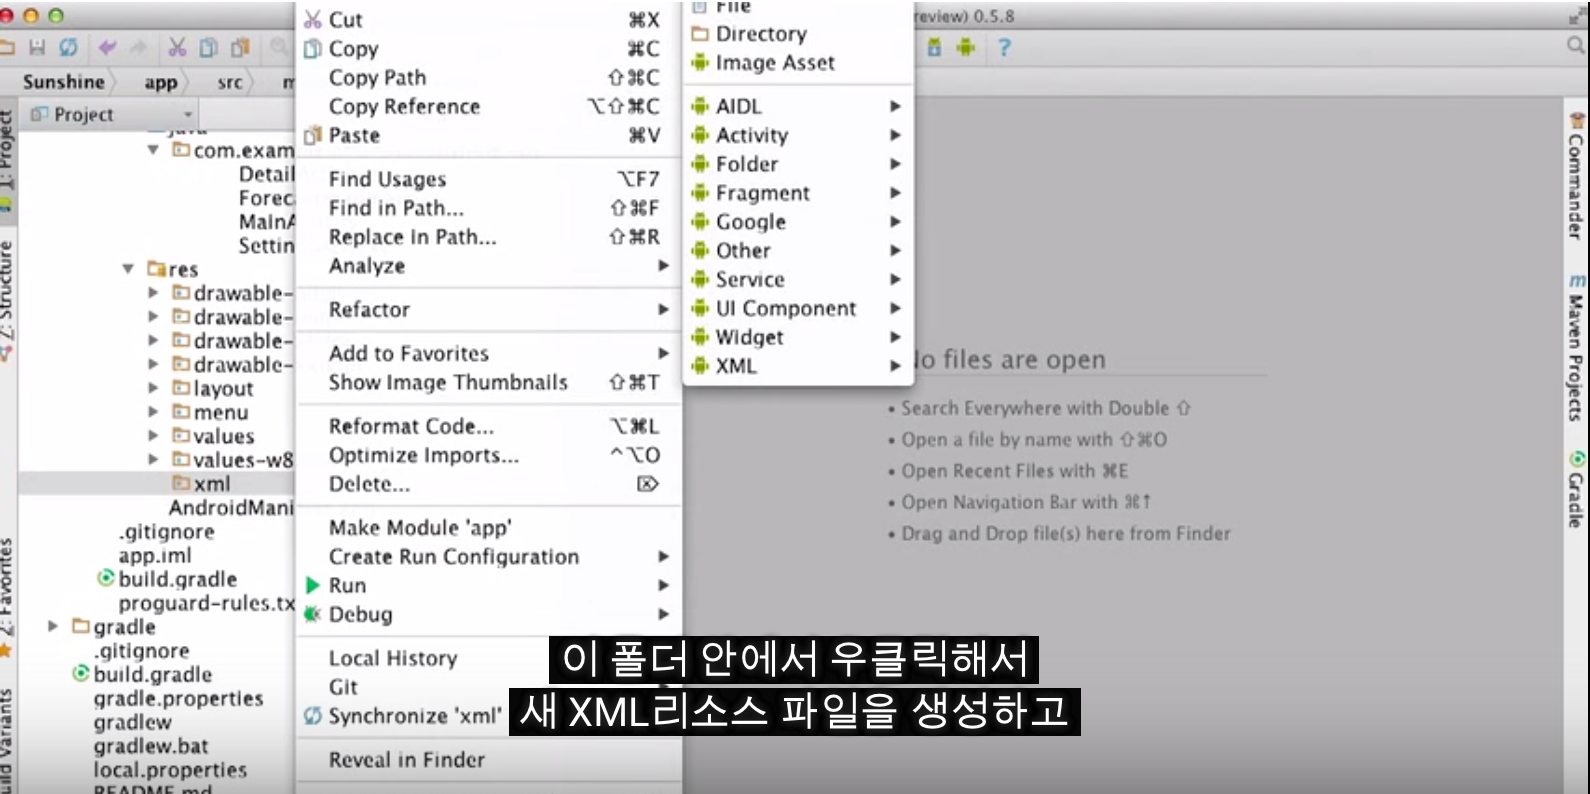 review) 0.5.8
Sunshine
app
src
Project
1: Project
com.exam
Detail
Foreca
MainA
Settin
res
drawable-
drawable-
drawable-
drawable-
layout
menu
values
values-w8
xml
AndroidMani
.gitignore
app.iml
build.gradle
proguard-rules.tx
gradle
.gitignore
build.gradle
gradle.properties
gradlew
gradlew.bat
local.properties
README.md
Z: Structure
2: Favorites
uild Variants
Cut ⌘X
Copy ⌘C
Copy Path ⇧⌘C
Copy Reference ⌥⇧⌘C
Paste ⌘V
Find Usages ⌥F7
Find in Path... ⇧⌘F
Replace in Path... ⇧⌘R
Analyze
Refactor
Add to Favorites
Show Image Thumbnails ⇧⌘T
Reformat Code... ⌥⌘L
Optimize Imports... ^⌥O
Delete... ⌦
Make Module 'app'
Create Run Configuration
Run
Debug
Local History
Git
Synchronize 'xml'
Reveal in Finder
File
Directory
Image Asset
AIDL
Activity
Folder
Fragment
Google
Other
Service
UI Component
Widget
XML
No files are open
• Search Everywhere with Double ⇧
• Open a file by name with ⇧⌘O
• Open Recent Files with ⌘E
• Open Navigation Bar with ⌘↑
• Drag and Drop file(s) here from Finder
Commander
Maven Projects
Gradle
이 폴더 안에서 우클릭해서
새 XML리소스 파일을 생성하고